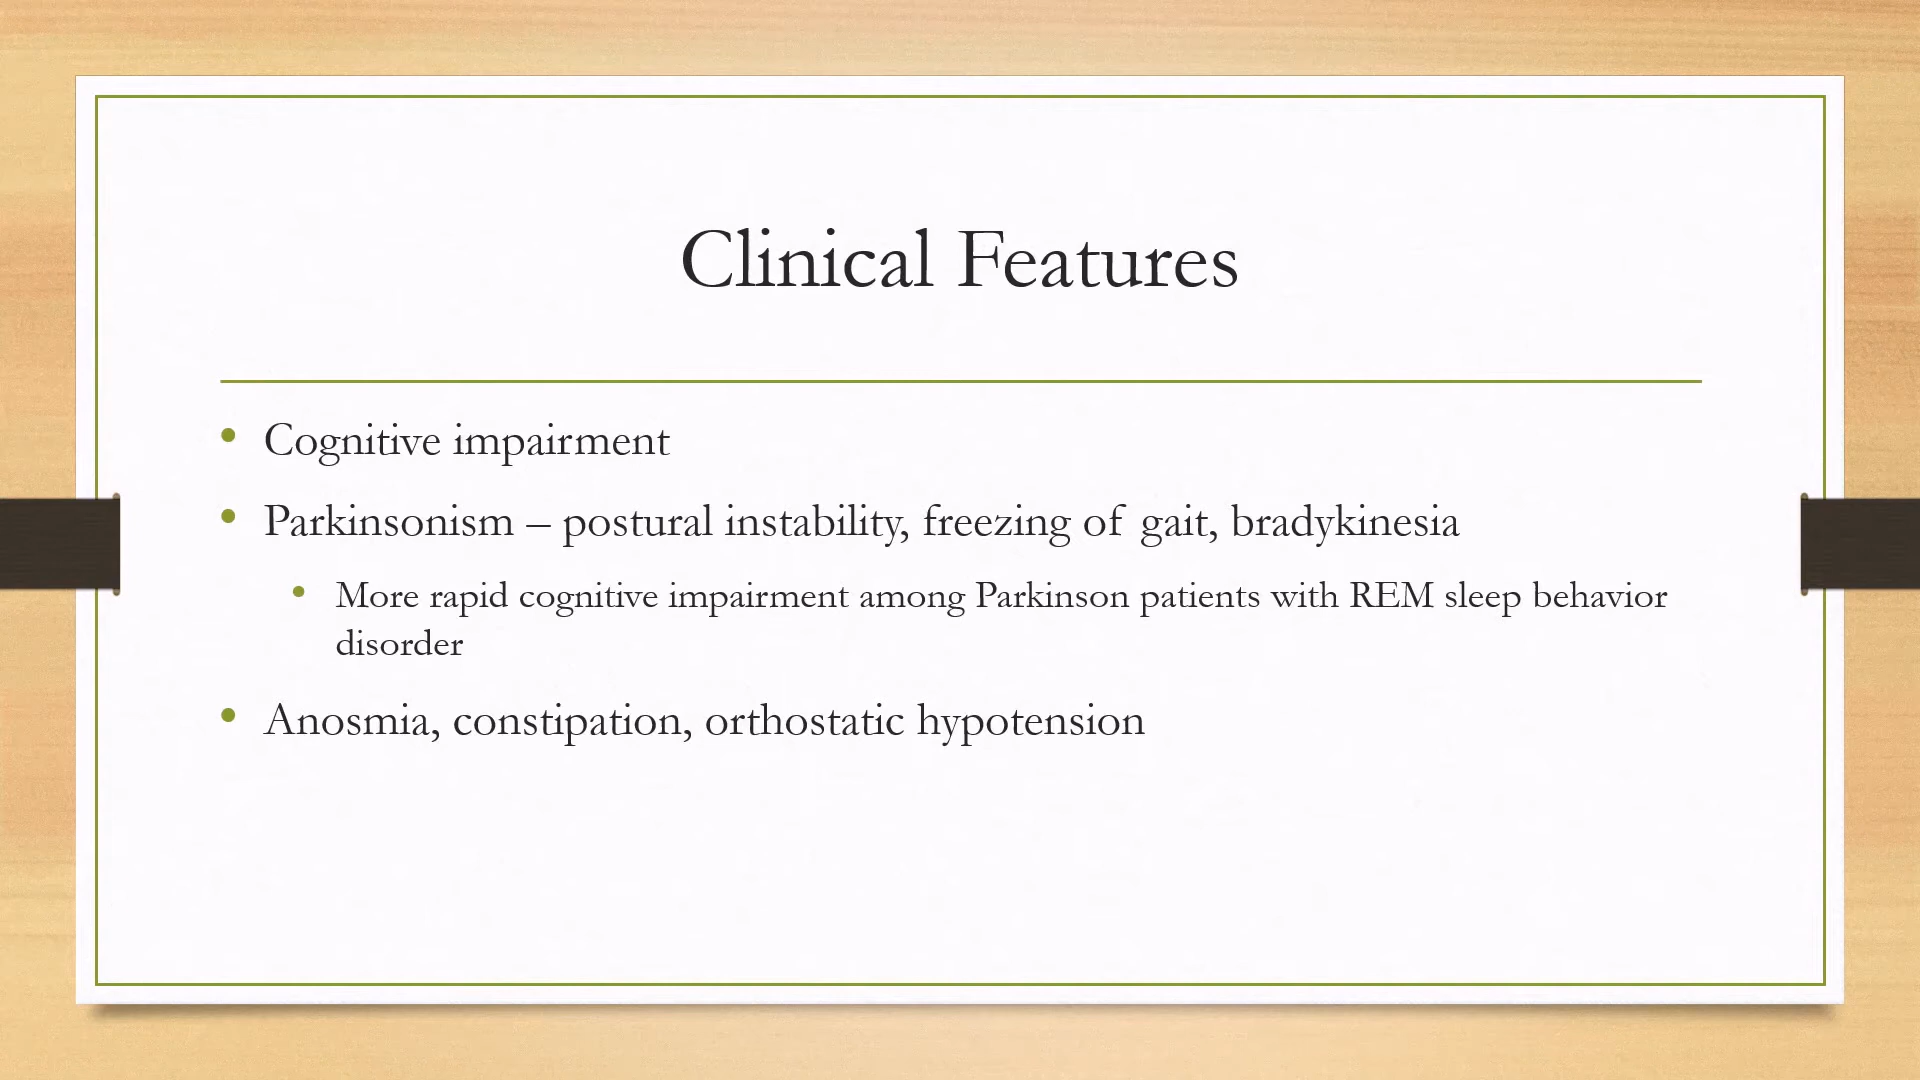 Clinical Features
• Cognitive impairment
• Parkinsonism – postural instability, freezing of gait, bradykinesia
• More rapid cognitive impairment among Parkinson patients with REM sleep behavior
disorder
• Anosmia, constipation, orthostatic hypotension